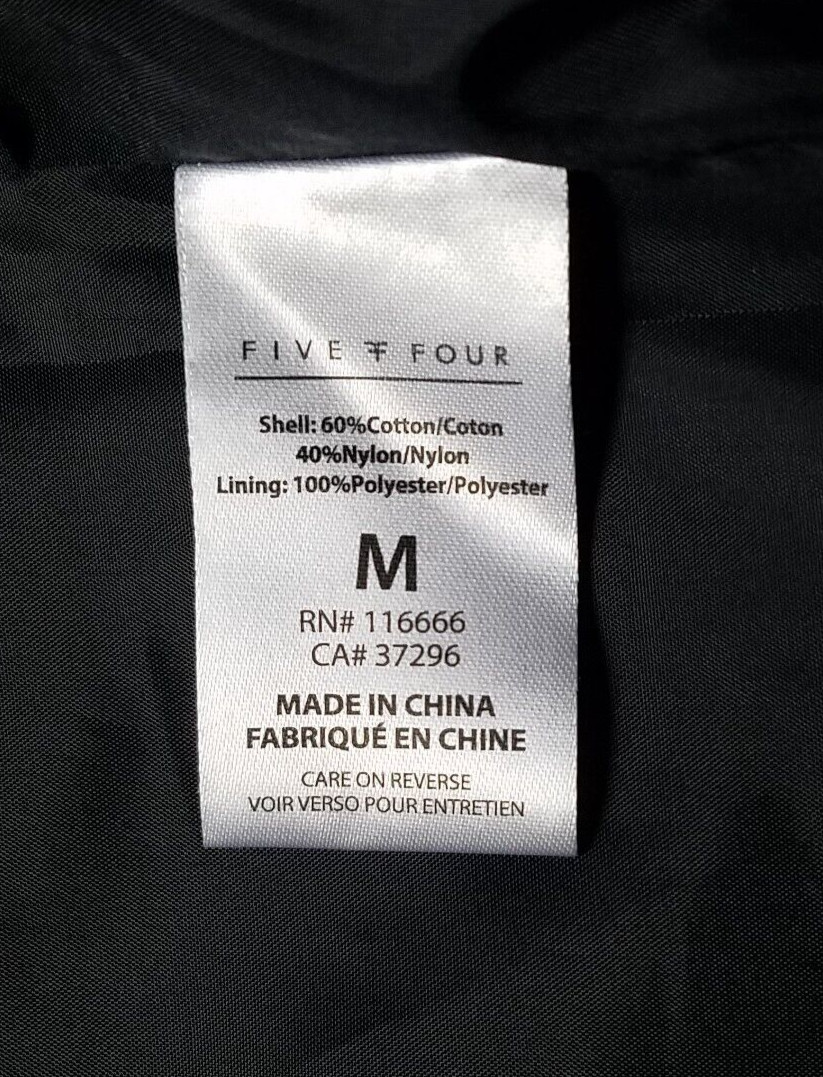 FIVE FOUR
Shell: 60%Cotton/Coton
40%Nylon/Nylon
Lining: 100%Polyester/Polyester
M
RN# 116666
CA# 37296
MADE IN CHINA
FABRIQUÉ EN CHINE
CARE ON REVERSE
VOIR VERSO POUR ENTRETIEN